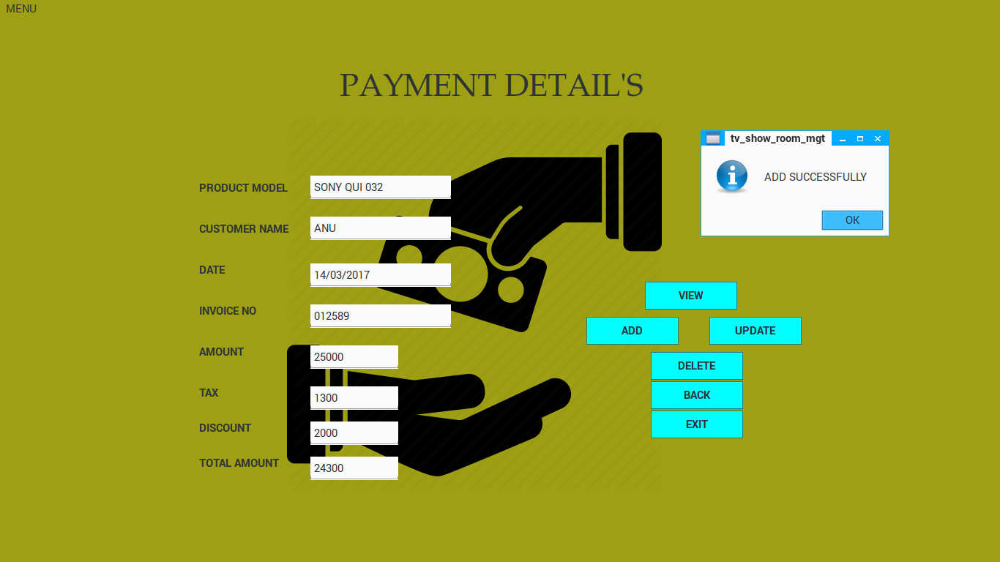 MENU
PAYMENT DETAIL'S
tv_show_room_mgt
ADD SUCCESSFULLY
OK
PRODUCT MODEL SONY QUI 032
CUSTOMER NAME ANU
DATE 14/03/2017
INVOICE NO 012589
AMOUNT 25000
TAX 1300
DISCOUNT 2000
TOTAL AMOUNT 24300
VIEW
ADD UPDATE
DELETE
BACK
EXIT